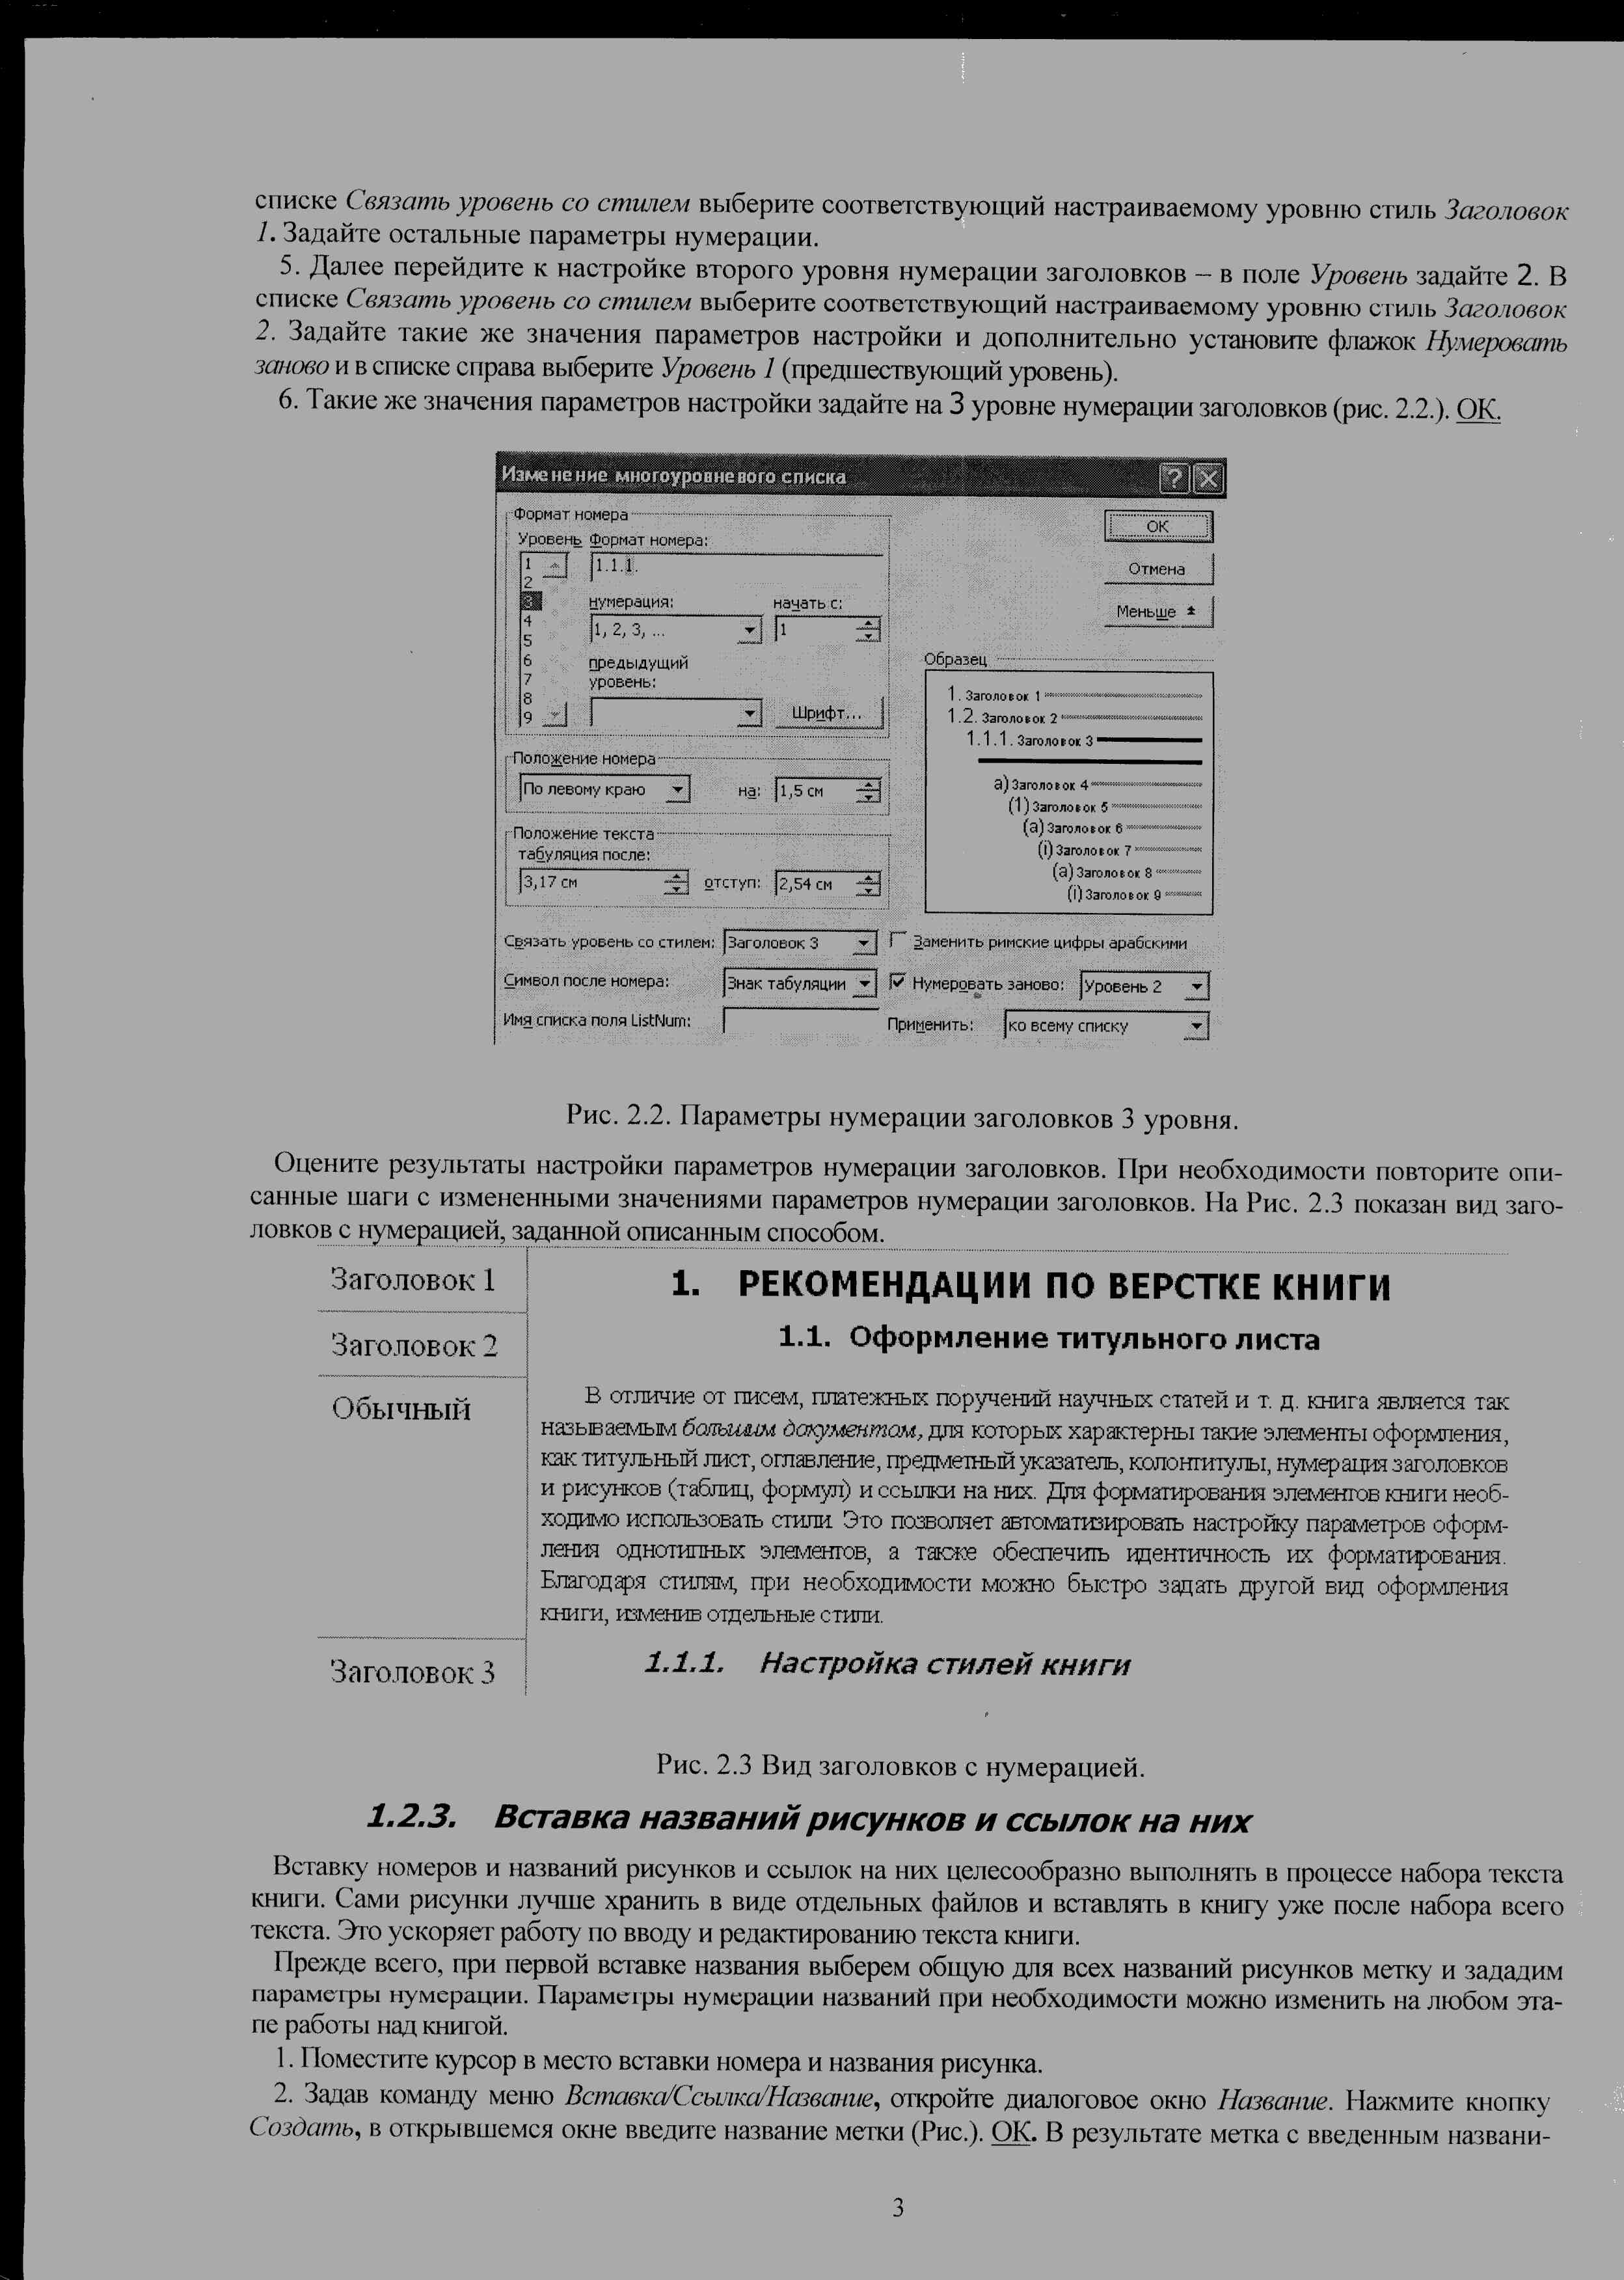 списке Связать уровень со стилем выберите соответствующий настраиваемому уровню стиль Заголовок
1. Задайте остальные параметры нумерации.
5. Далее перейдите к настройке второго уровня нумерации заголовков – в поле Уровень задайте 2. В
списке Связать уровень со стилем выберите соответствующий настраиваемому уровню стиль Заголовок
2. Задайте такие же значения параметров настройки и дополнительно установите флажок Нумеровать
заново и в списке справа выберите Уровень 1 (предшествующий уровень).
6. Такие же значения параметров настройки задайте на 3 уровне нумерации заголовков (рис. 2.2.). ОК.
Изменение многоуровневого списка
Формат номера
Уровень Формат номера:
1
1.1.1.
2
3
нумерация:
начать с:
4
1, 2, 3, ...
1
5
6
предыдущий
7
уровень:
8
9
Шрифт...
Положение номера
По левому краю
на:
1,5 см
Положение текста
табуляция после:
3,17 см
отступ:
2,54 см
ОК
Отмена
Меньше
Образец
1. Заголовок 1
1.2. Заголовок 2
1.1.1. Заголовок 3
a) Заголовок 4
(1) Заголовок 5
(a) Заголовок 6
(i) Заголовок 7
(a) Заголовок 8
(i) Заголовок 9
Связать уровень со стилем: Заголовок 3
Заменить римские цифры арабскими
Символ после номера: Знак табуляции
Нумеровать заново: Уровень 2
Имя списка поля ListNum:
Применить: ко всему списку
Рис. 2.2. Параметры нумерации заголовков 3 уровня.
Оцените результаты настройки параметров нумерации заголовков. При необходимости повторите опи-
санные шаги с измененными значениями параметров нумерации заголовков. На Рис. 2.3 показан вид заго-
ловков с нумерацией, заданной описанным способом.
Заголовок 1
1. РЕКОМЕНДАЦИИ ПО ВЕРСТКЕ КНИГИ
Заголовок 2
1.1. Оформление титульного листа
Обычный
В отличие от писем, платежных поручений научных статей и т. д. книга является так
называемым большим документом, для которых характерны такие элементы оформления,
как титульный лист, оглавление, предметный указатель, колонтитулы, нумерация заголовков
и рисунков (таблиц, формул) и ссылки на них. Для форматирования элементов книги необ-
ходимо использовать стили. Это позволяет автоматизировать настройку параметров оформ-
ления однотипных элементов, а также обеспечить идентичность их форматирования.
Благодаря стилям, при необходимости можно быстро задать другой вид оформления
книги, изменив отдельные стили.
Заголовок 3
1.1.1. Настройка стилей книги
Рис. 2.3 Вид заголовков с нумерацией.
1.2.3. Вставка названий рисунков и ссылок на них
Вставку номеров и названий рисунков и ссылок на них целесообразно выполнять в процессе набора текста
книги. Сами рисунки лучше хранить в виде отдельных файлов и вставлять в книгу уже после набора всего
текста. Это ускоряет работу по вводу и редактированию текста книги.
Прежде всего, при первой вставке названия выберем общую для всех названий рисунков метку и зададим
параметры нумерации. Параметры нумерации названий при необходимости можно изменить на любом эта-
пе работы над книгой.
1. Поместите курсор в место вставки номера и названия рисунка.
2. Задав команду меню Вставка/Ссылка/Название, откройте диалоговое окно Название. Нажмите кнопку
Создать, в открывшемся окне введите название метки (Рис.). ОК. В результате метка с введенным названи-
3